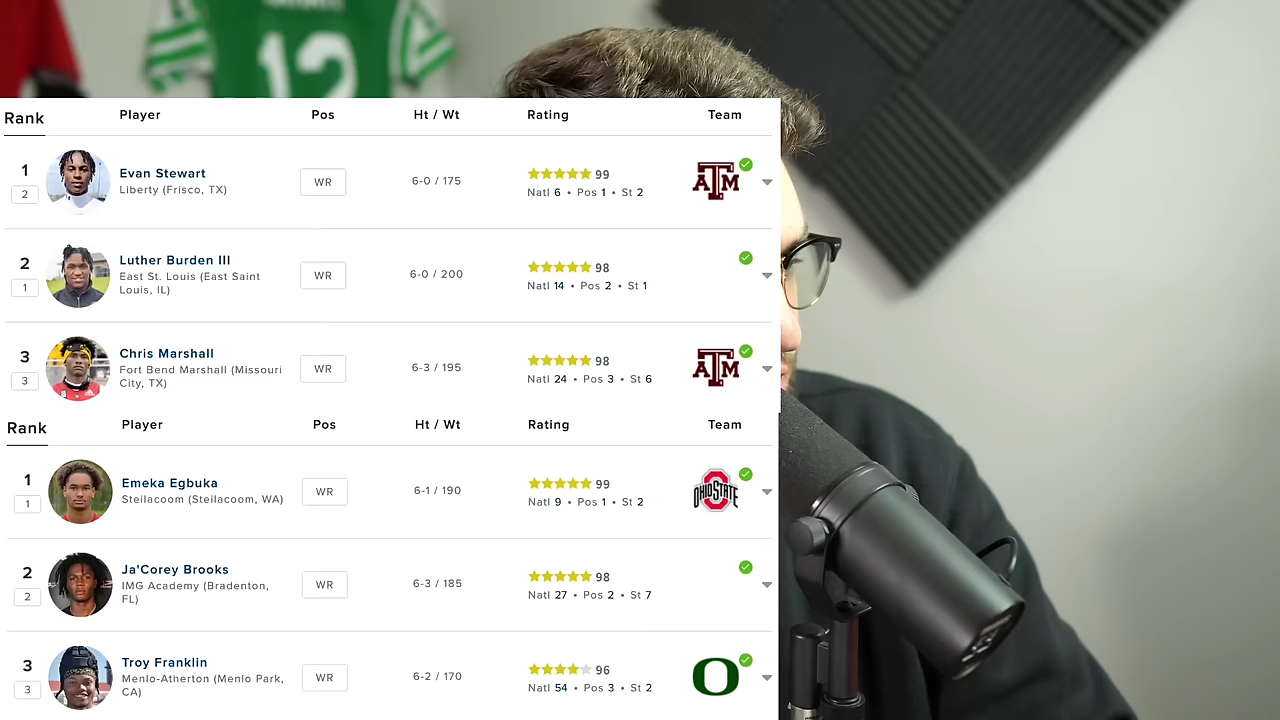 12
Rank Player Pos Ht / Wt Rating Team
1 Evan Stewart WR 6-0 / 175 99 ATM
2 Liberty (Frisco, TX) Natl 6 • Pos 1 • St 2
2 Luther Burden III WR 6-0 / 200 98
1 East St. Louis (East Saint Natl 14 • Pos 2 • St 1
Louis, IL)
3 Chris Marshall WR 6-3 / 195 98 ATM
3 Fort Bend Marshall (Missouri Natl 24 • Pos 3 • St 6
City, TX)
Rank Player Pos Ht / Wt Rating Team
1 Emeka Egbuka WR 6-1 / 190 99 OHIO STATE
1 Steilacoom (Steilacoom, WA) Natl 9 • Pos 1 • St 2
2 Ja'Corey Brooks WR 6-3 / 185 98
2 IMG Academy (Bradenton, Natl 27 • Pos 2 • St 7
FL)
3 Troy Franklin WR 6-2 / 170 96 O
3 Menlo-Atherton (Menlo Park, Natl 54 • Pos 3 • St 2
CA)